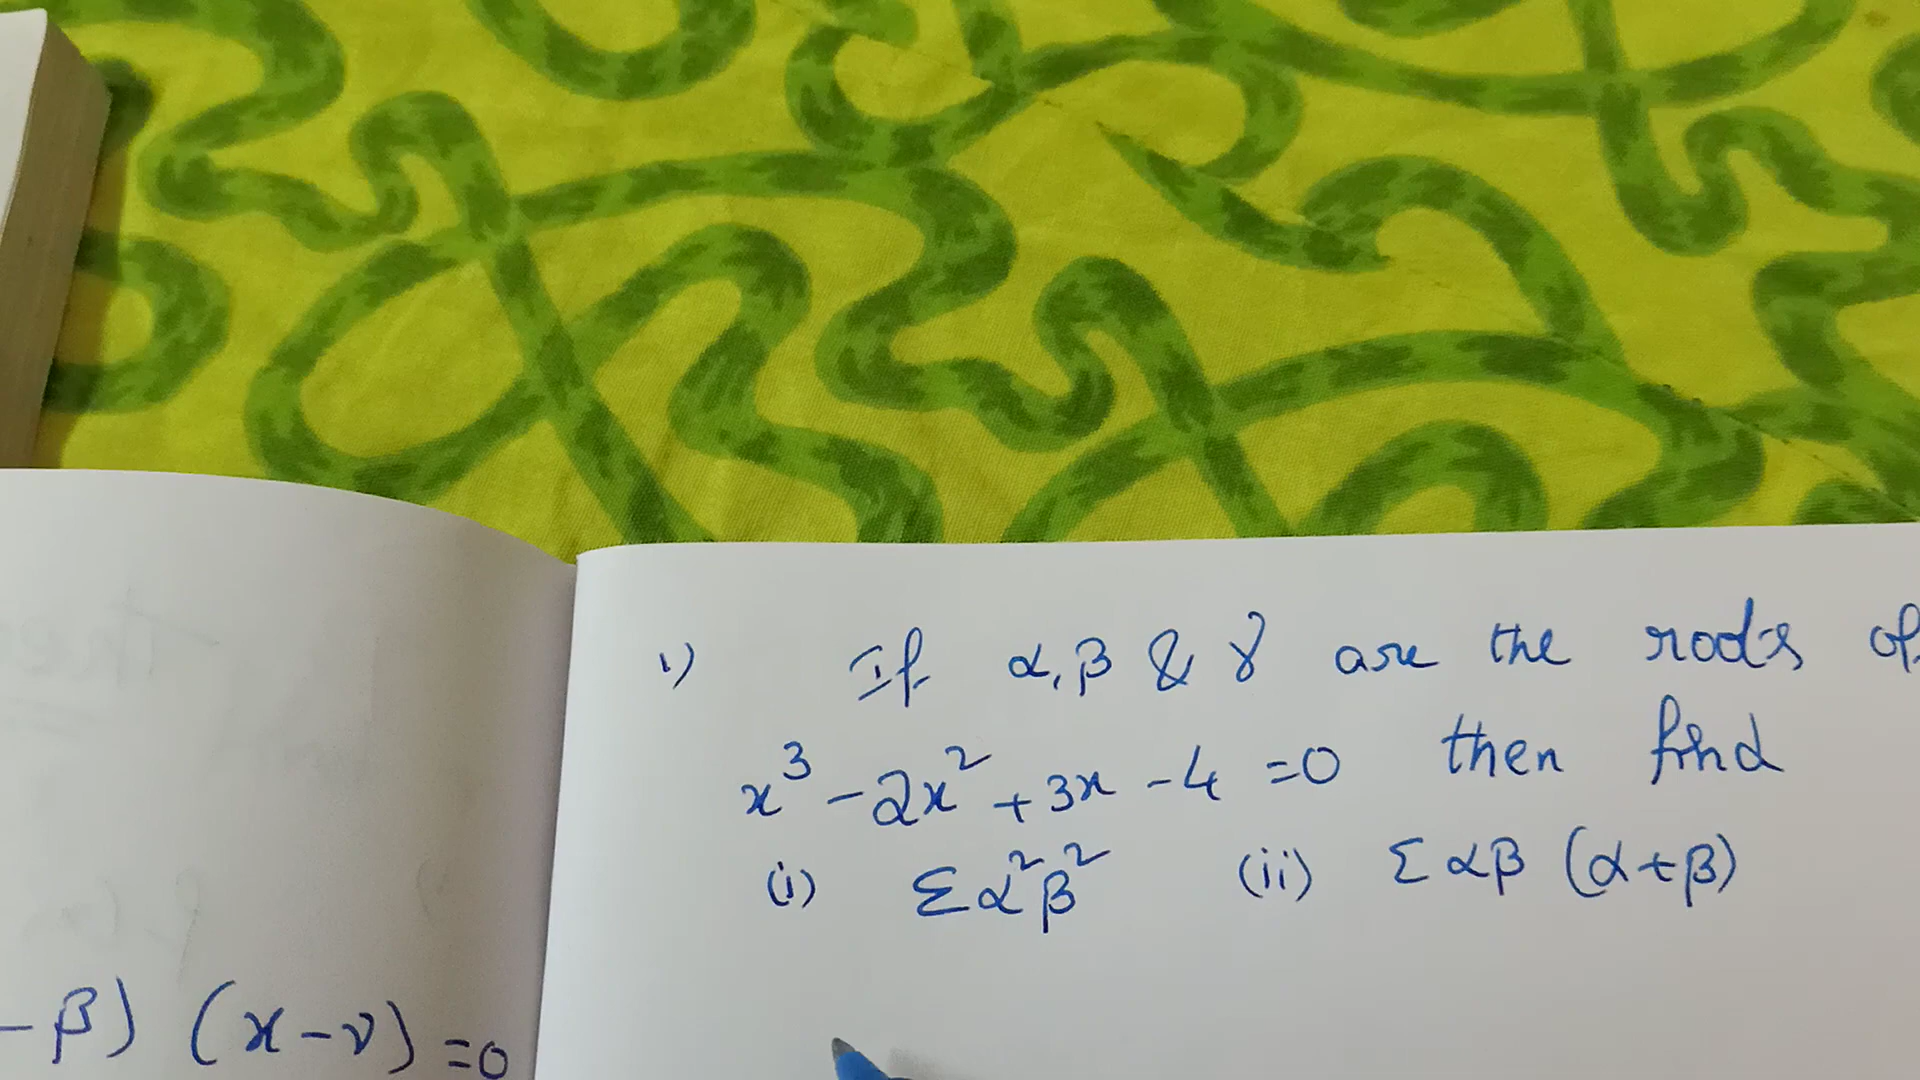 - β) (x-ν) =0
1) If α, β & γ are the roots of
x³ - 2x² + 3x - 4 =0 then find
(i) Σα²β² (ii) Σαβ (α+β)